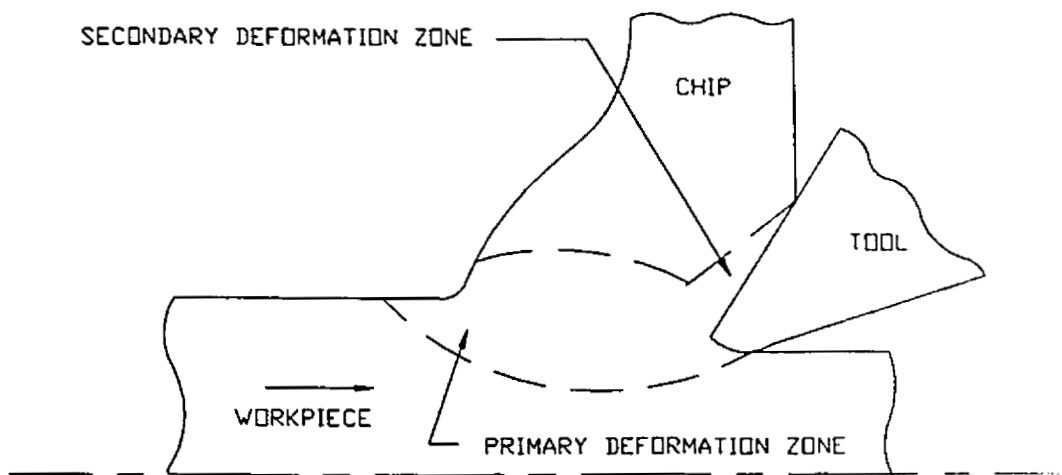 SECONDARY DEFORMATION ZONE
CHIP
TOOL
WORKPIECE
PRIMARY DEFORMATION ZONE